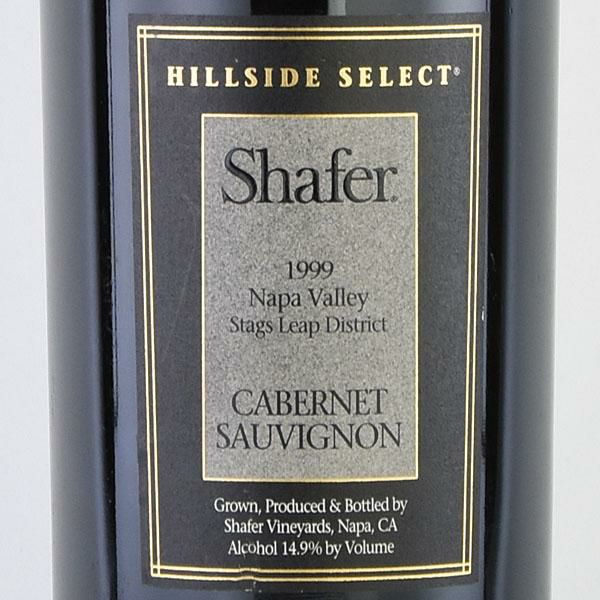 HILLSIDE SELECT®
Shafer®
1999
Napa Valley
Stags Leap District
CABERNET
SAUVIGNON
Grown, Produced & Bottled by
Shafer Vineyards, Napa, CA
Alcohol 14.9% by Volume